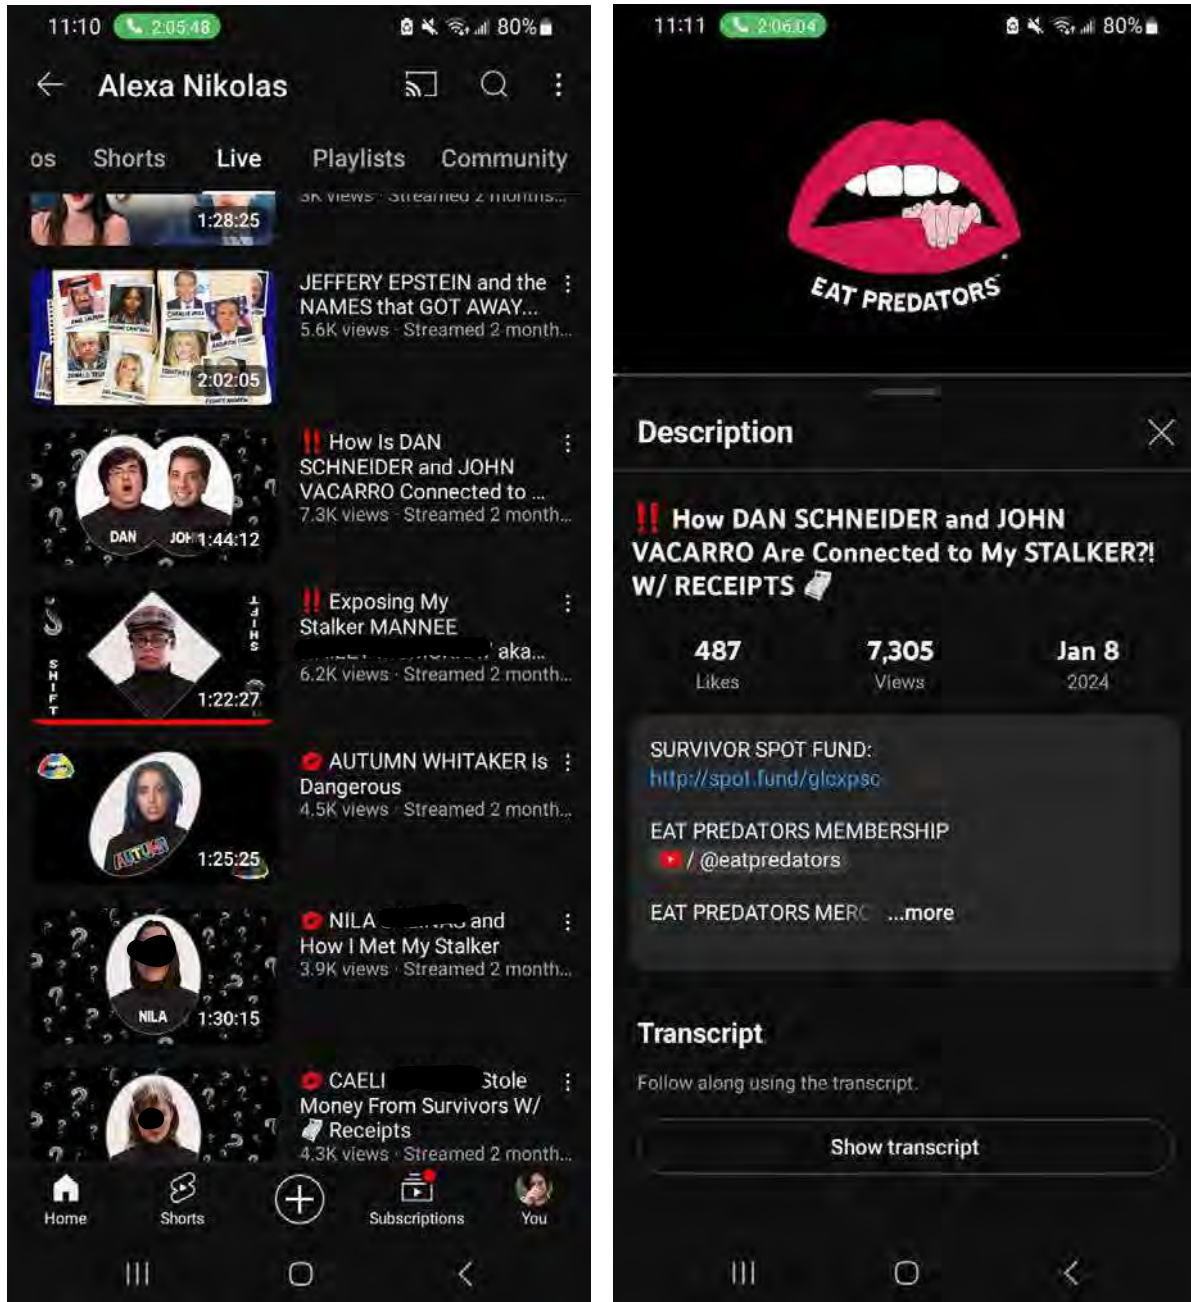 11:10 2:05:48 80%
Alexa Nikolas
os Shorts Live Playlists Community
1:28:25
3K views · Streamed 2 months...
JEFFERY EPSTEIN and the
NAMES that GOT AWAY...
5.6K views · Streamed 2 month...
2:02:05
‼ How Is DAN
SCHNEIDER and JOHN
VACARRO Connected to ...
7.3K views · Streamed 2 month...
DAN
1:44:12
‼ Exposing My
Stalker MANNEE
aka...
6.2K views · Streamed 2 month...
SHIFT
SHIFT
1:22:27
💋 AUTUMN WHITAKER Is
Dangerous
4.5K views · Streamed 2 month...
AUTUMN
1:25:25
💋 NILA and
How I Met My Stalker
3.9K views · Streamed 2 month...
NILA
1:30:15
💋 CAELI Stole
Money From Survivors W/
🧾 Receipts
4.3K views · Streamed 2 month...
Home Shorts Subscriptions You
11:11 2:06:04 80%
EAT PREDATORS
Description
‼ How DAN SCHNEIDER and JOHN
VACARRO Are Connected to My STALKER?!
W/ RECEIPTS 🧾
487 7,305 Jan 8
Likes Views 2024
SURVIVOR SPOT FUND:
http://spot.fund/glcxpsc
EAT PREDATORS MEMBERSHIP
/ @eatpredators
EAT PREDATORS MERC ...more
Transcript
Follow along using the transcript.
Show transcript